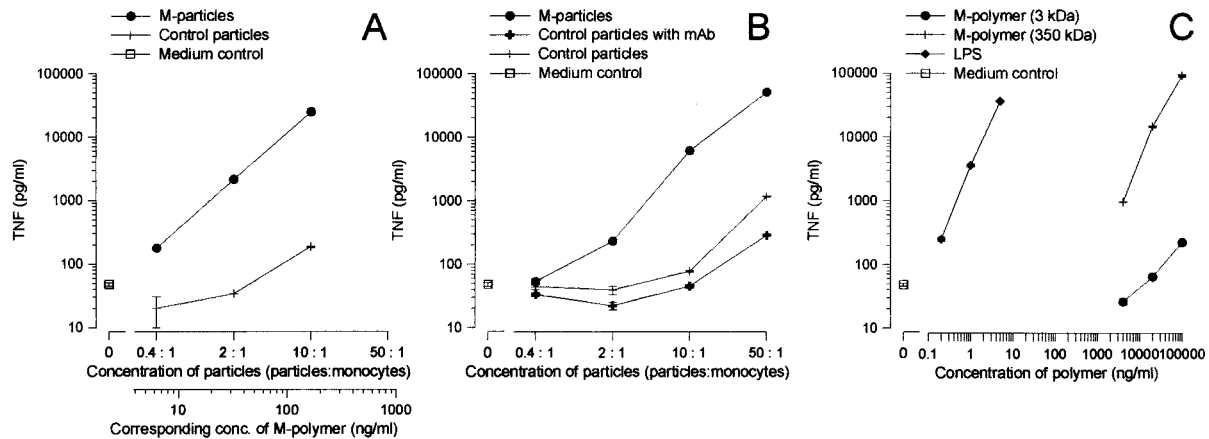 M-particles
Control particles
Medium control
A
100000
10000
1000
100
10
TNF (pg/ml)
0
0.4 : 1
2 : 1
10 : 1
50 : 1
Concentration of particles (particles:monocytes)
10
100
1000
Corresponding conc. of M-polymer (ng/ml)
M-particles
Control particles with mAb
Control particles
Medium control
B
100000
10000
1000
100
10
TNF (pg/ml)
0
0.4 : 1
2 : 1
10 : 1
50 : 1
Concentration of particles (particles:monocytes)
M-polymer (3 kDa)
M-polymer (350 kDa)
LPS
Medium control
C
100000
10000
1000
100
10
TNF (pg/ml)
0
0.1
1
10
100
1000
10000
100000
Concentration of polymer (ng/ml)